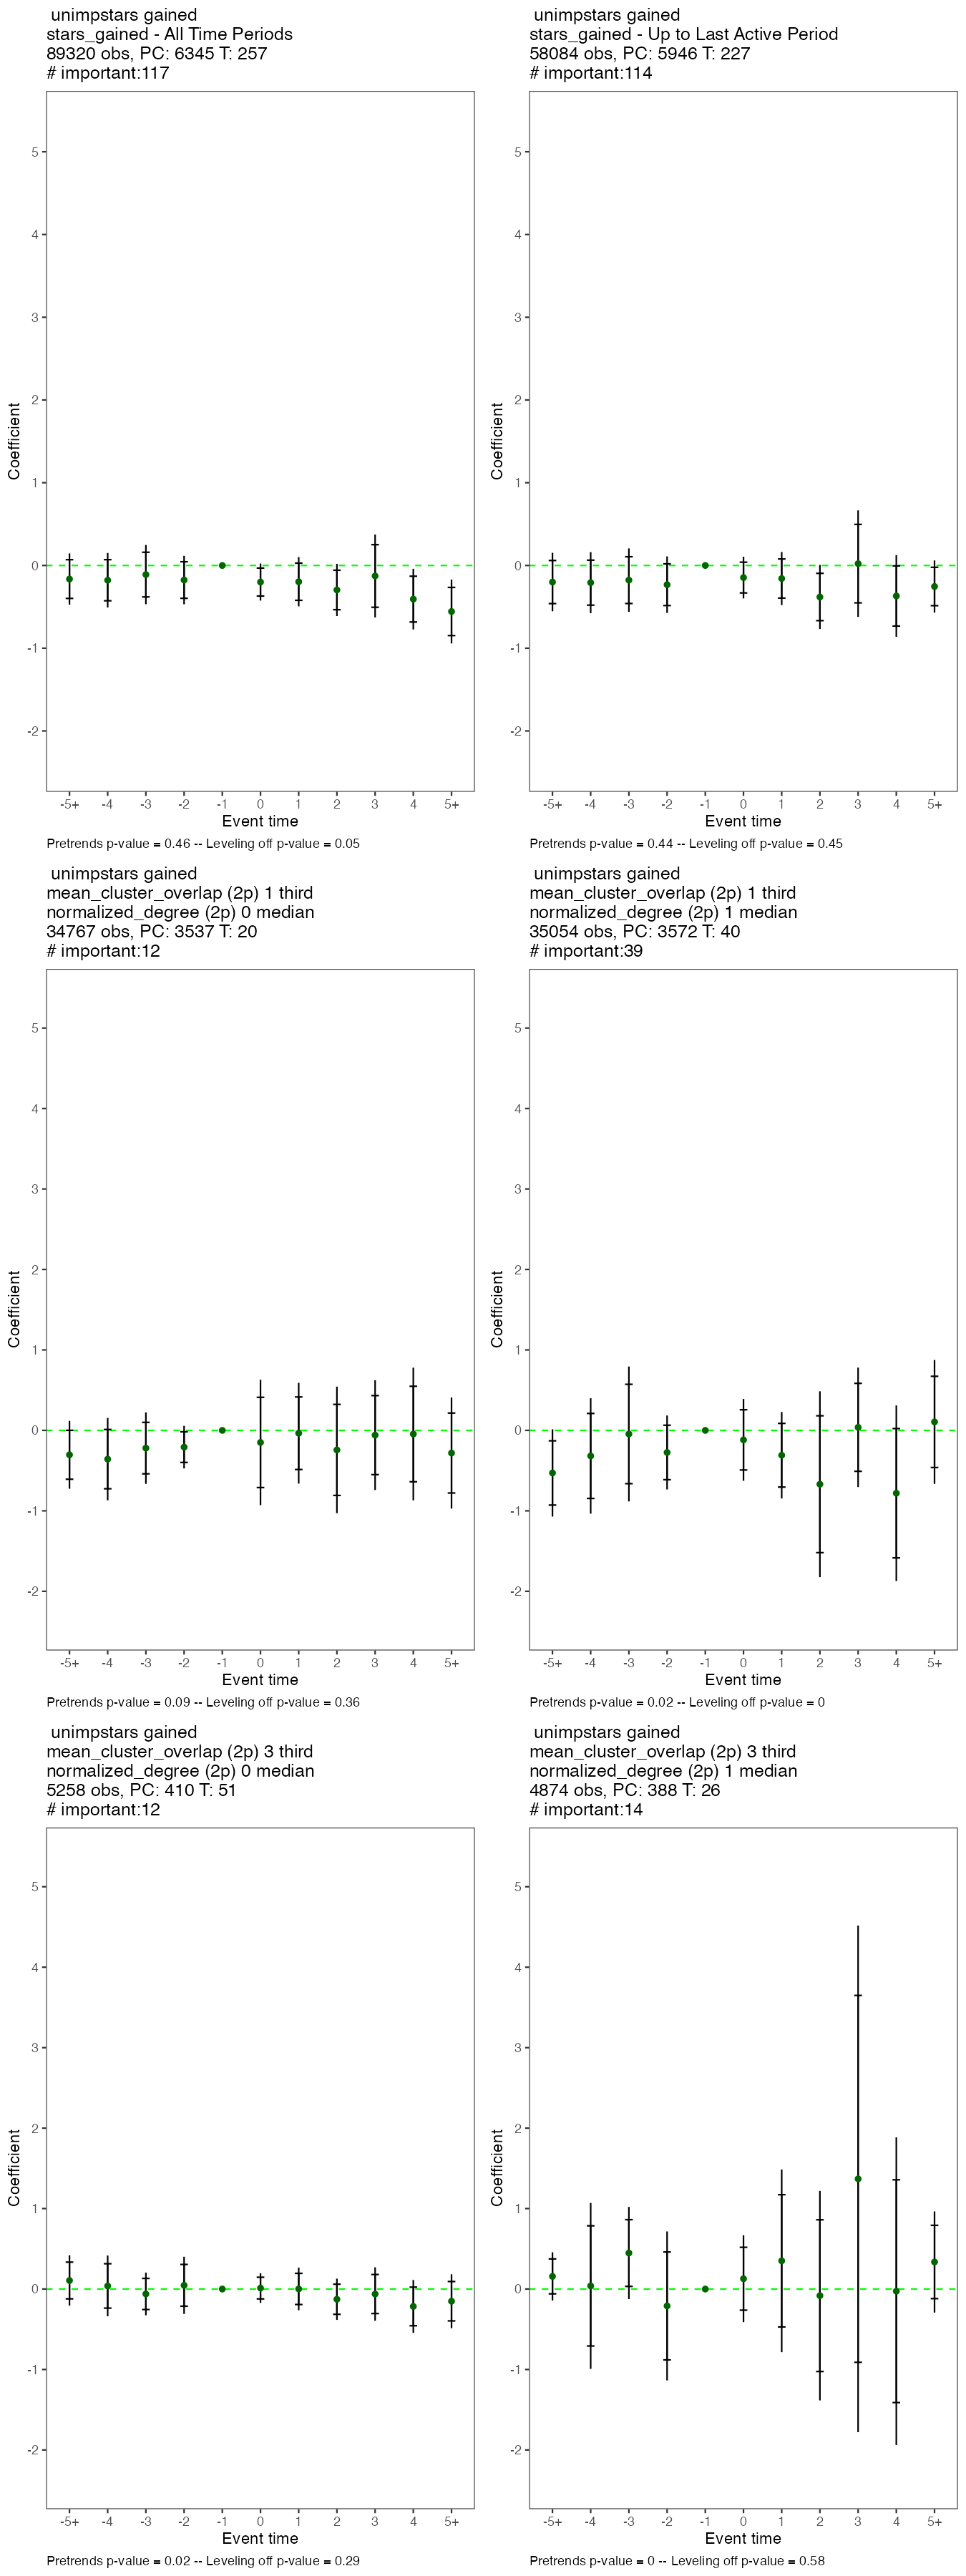 unimpstars gained
stars_gained - All Time Periods
89320 obs, PC: 6345 T: 257
# important:117
Coefficient
5
4
3
2
1
0
-1
-2
-5+ -4 -3 -2 -1 0 1 2 3 4 5+
Event time
Pretrends p-value = 0.46 -- Leveling off p-value = 0.05
unimpstars gained
stars_gained - Up to Last Active Period
58084 obs, PC: 5946 T: 227
# important:114
Coefficient
5
4
3
2
1
0
-1
-2
-5+ -4 -3 -2 -1 0 1 2 3 4 5+
Event time
Pretrends p-value = 0.44 -- Leveling off p-value = 0.45
unimpstars gained
mean_cluster_overlap (2p) 1 third
normalized_degree (2p) 0 median
34767 obs, PC: 3537 T: 20
# important:12
Coefficient
5
4
3
2
1
0
-1
-2
-5+ -4 -3 -2 -1 0 1 2 3 4 5+
Event time
Pretrends p-value = 0.09 -- Leveling off p-value = 0.36
unimpstars gained
mean_cluster_overlap (2p) 1 third
normalized_degree (2p) 1 median
35054 obs, PC: 3572 T: 40
# important:39
Coefficient
5
4
3
2
1
0
-1
-2
-5+ -4 -3 -2 -1 0 1 2 3 4 5+
Event time
Pretrends p-value = 0.02 -- Leveling off p-value = 0
unimpstars gained
mean_cluster_overlap (2p) 3 third
normalized_degree (2p) 0 median
5258 obs, PC: 410 T: 51
# important:12
Coefficient
5
4
3
2
1
0
-1
-2
-5+ -4 -3 -2 -1 0 1 2 3 4 5+
Event time
Pretrends p-value = 0.02 -- Leveling off p-value = 0.29
unimpstars gained
mean_cluster_overlap (2p) 3 third
normalized_degree (2p) 1 median
4874 obs, PC: 388 T: 26
# important:14
Coefficient
5
4
3
2
1
0
-1
-2
-5+ -4 -3 -2 -1 0 1 2 3 4 5+
Event time
Pretrends p-value = 0 -- Leveling off p-value = 0.58